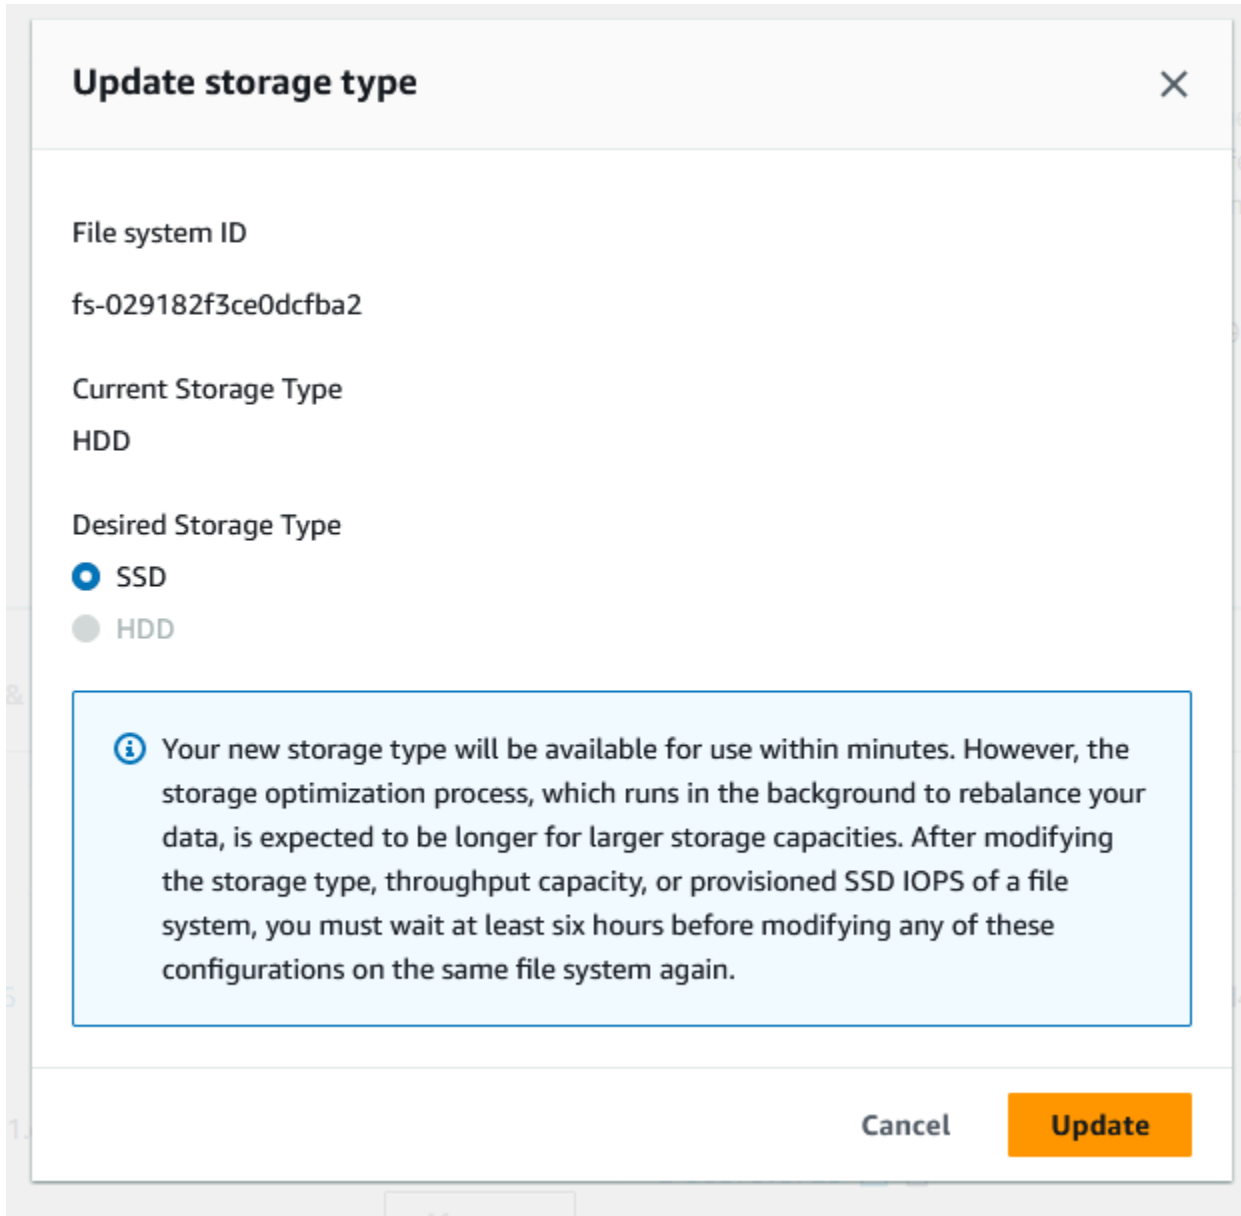 Update storage type
File system ID
fs-029182f3ce0dcfba2
Current Storage Type
HDD
Desired Storage Type
SSD
HDD
Your new storage type will be available for use within minutes. However, the
storage optimization process, which runs in the background to rebalance your
data, is expected to be longer for larger storage capacities. After modifying
the storage type, throughput capacity, or provisioned SSD IOPS of a file
system, you must wait at least six hours before modifying any of these
configurations on the same file system again.
Cancel
Update